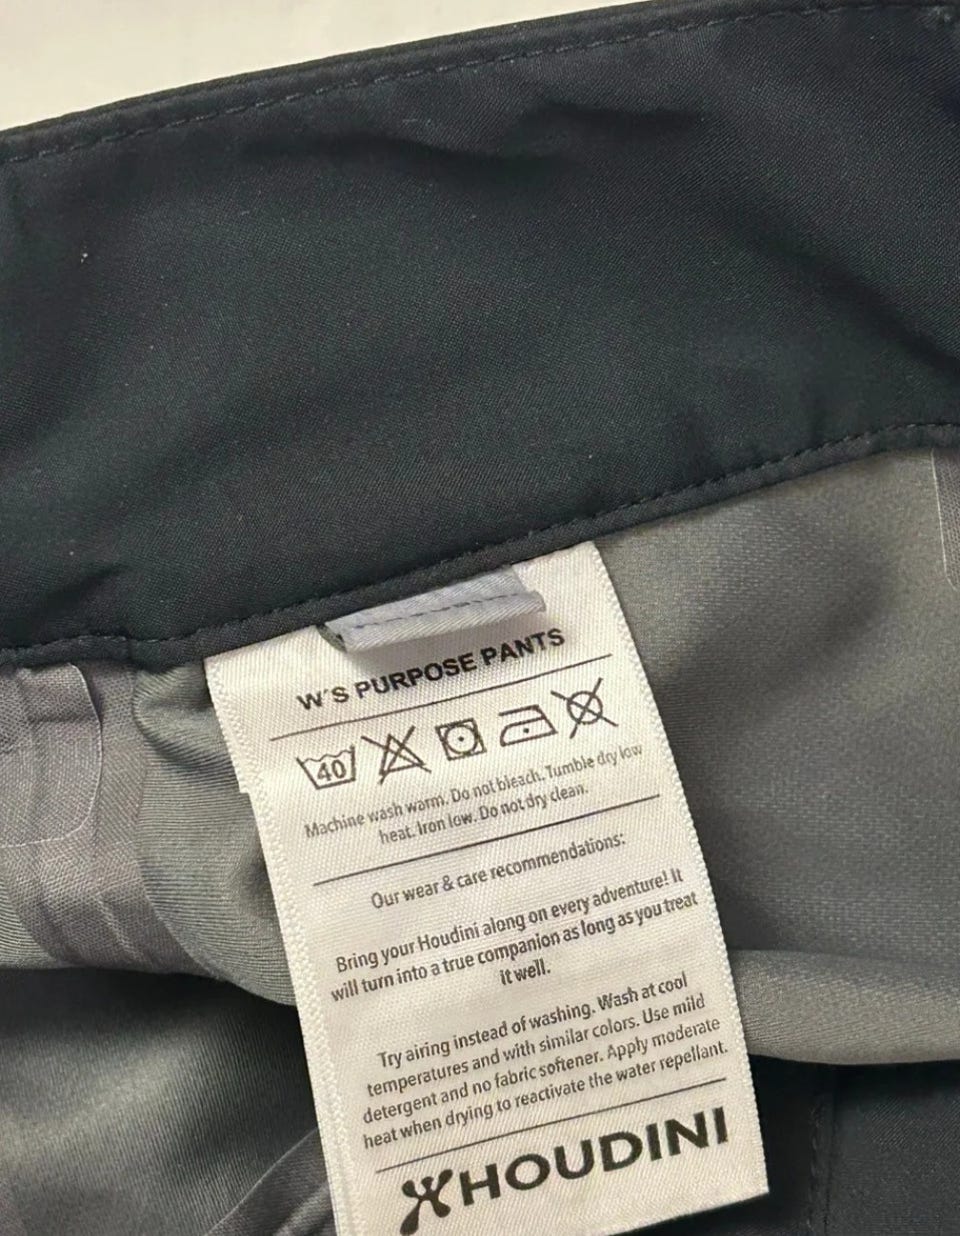 W'S PURPOSE PANTS
40
Machine wash warm. Do not bleach. Tumble dry low
heat. Iron low. Do not dry clean.
Our wear & care recommendations:
Bring your Houdini along on every adventure! It
will turn into a true companion as long as you treat
it well.
Try airing instead of washing. Wash at cool
temperatures and with similar colors. Use mild
detergent and no fabric softener. Apply moderate
heat when drying to reactivate the water repellant.
HOUDINI